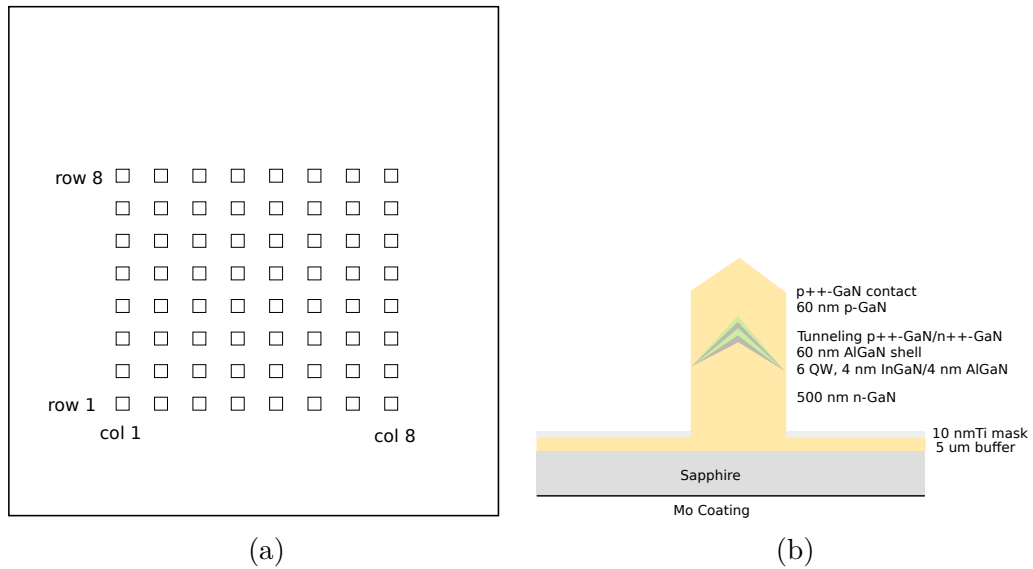 row 8
row 1
col 1
col 8
(a)
p++-GaN contact
60 nm p-GaN
Tunneling p++-GaN/n++-GaN
60 nm AlGaN shell
6 QW, 4 nm InGaN/4 nm AlGaN
500 nm n-GaN
10 nmTi mask
5 um buffer
Sapphire
Mo Coating
(b)